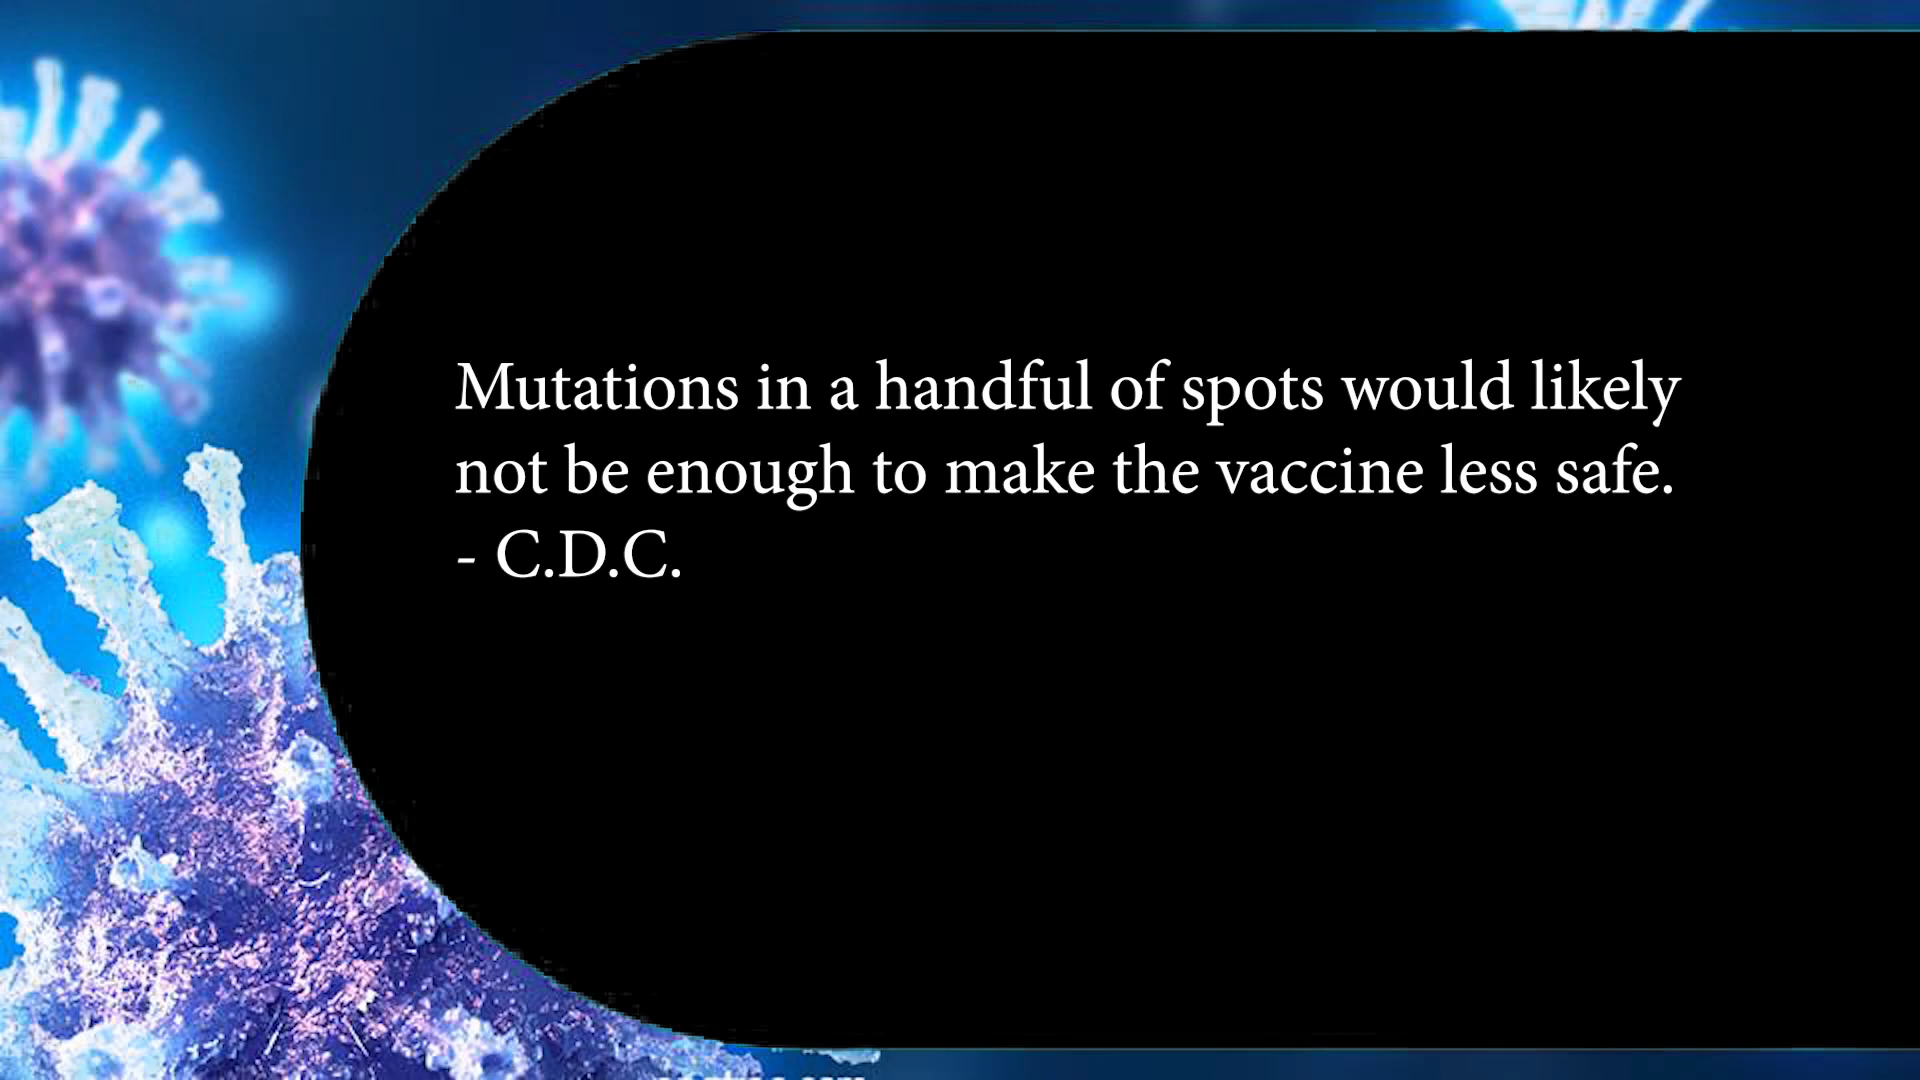 Mutations in a handful of spots would likely
not be enough to make the vaccine less safe.
- C.D.C.